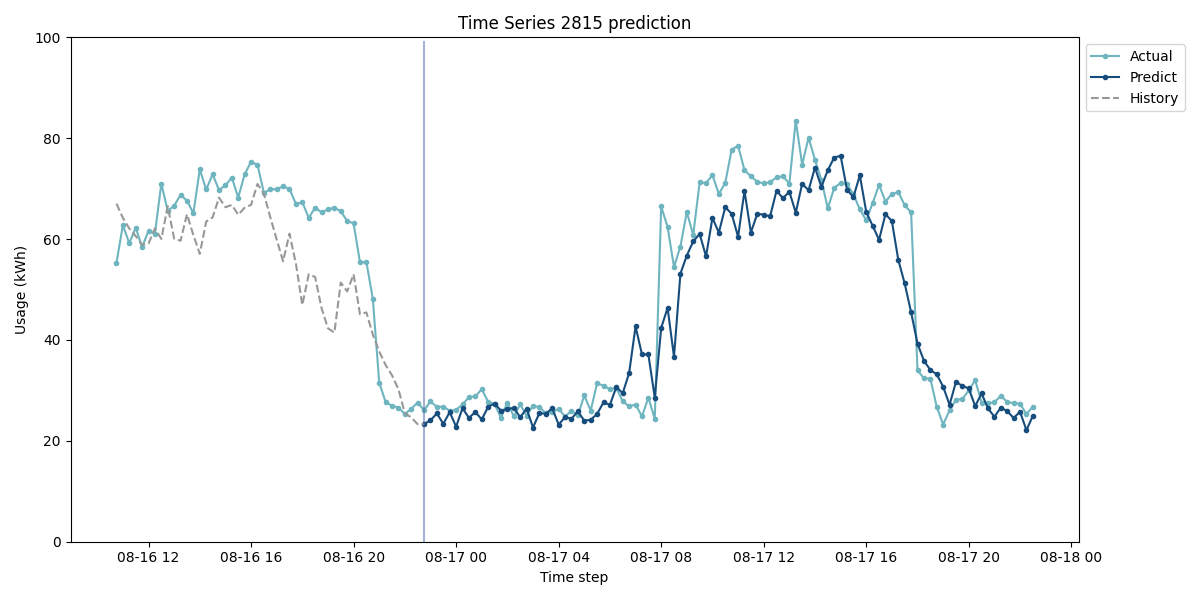 Time Series 2815 prediction
100
80
60
40
20
0
Usage (kWh)
08-16 12
08-16 16
08-16 20
08-17 00
08-17 04
08-17 08
08-17 12
08-17 16
08-17 20
08-18 00
Time step
Actual
Predict
History